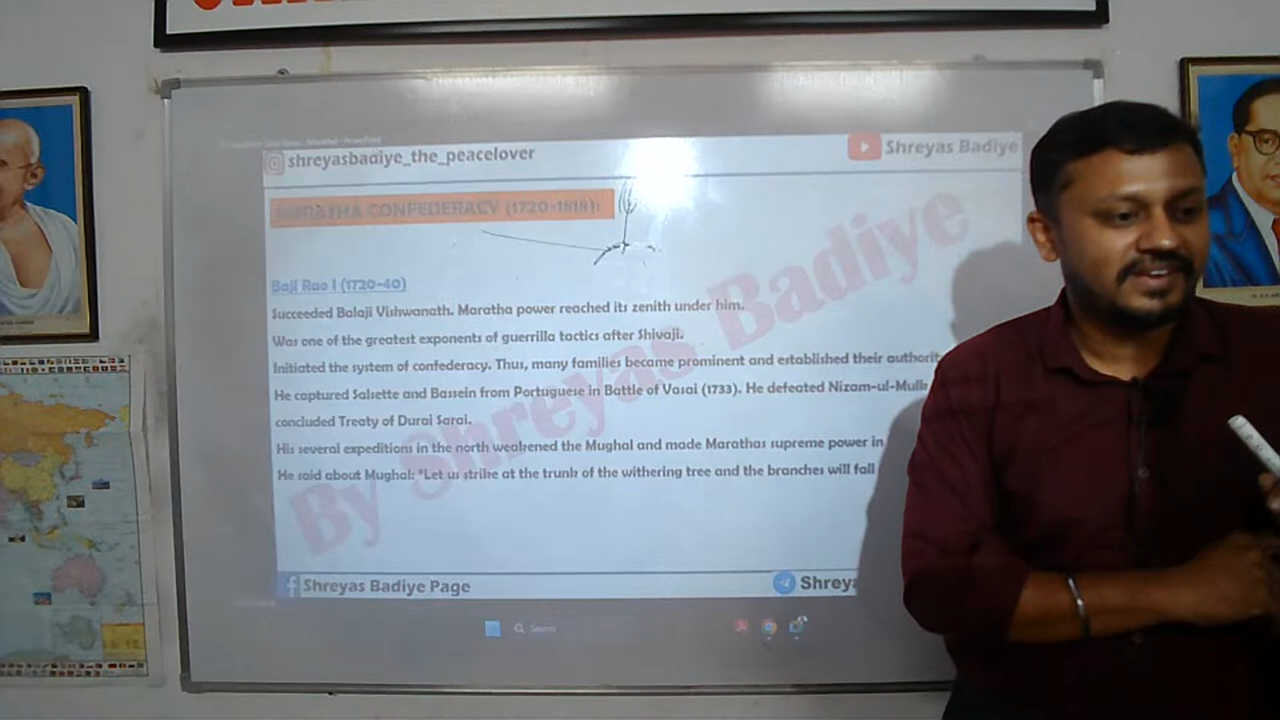 shreyasbadiye_the_peacelover
Shreyas Badiye
MARATHA CONFEDERACY (1720-1818):
Baji Rao I (1720-40)
Succeeded Balaji Vishwanath. Maratha power reached its zenith under him.
Was one of the greatest exponents of guerrilla tactics after Shivaji.
Initiated the system of confederacy. Thus, many families became prominent and established their authorit
He captured Salsette and Bassein from Portuguese in Battle of Vasai (1733). He defeated Nizam-ul-Mulk
concluded Treaty of Durai Sarai.
His several expeditions in the north weakened the Mughal and made Marathas supreme power in
He said about Mughal: "Let us strike at the trunk of the withering tree and the branches will fall
By Shreyas Badiye
Shreyas Badiye Page
Shreya
Search